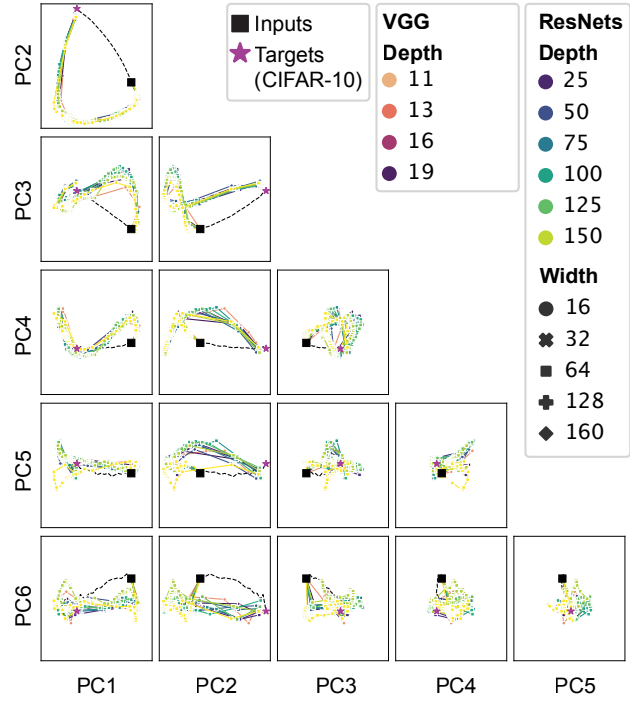 PC2
PC3
PC4
PC5
PC6
PC1
PC2
PC3
PC4
PC5
Inputs
Targets
(CIFAR-10)
VGG
Depth
11
13
16
19
ResNets
Depth
25
50
75
100
125
150
Width
16
32
64
128
160